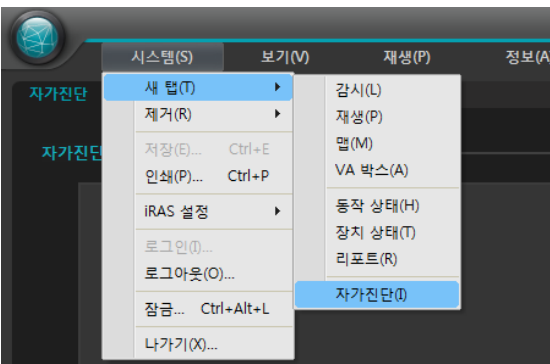 시스템(S) 보기(V) 재생(P) 정보(A
자가진단
자가진단
새 탭(T)
제거(R)
저장(E)... Ctrl+E
인쇄(P)... Ctrl+P
iRAS 설정
로그인(I)...
로그아웃(O)...
잠금... Ctrl+Alt+L
나가기(X)...
감시(L)
재생(P)
맵(M)
VA 박스(A)
동작 상태(H)
장치 상태(T)
리포트(R)
자가진단(I)